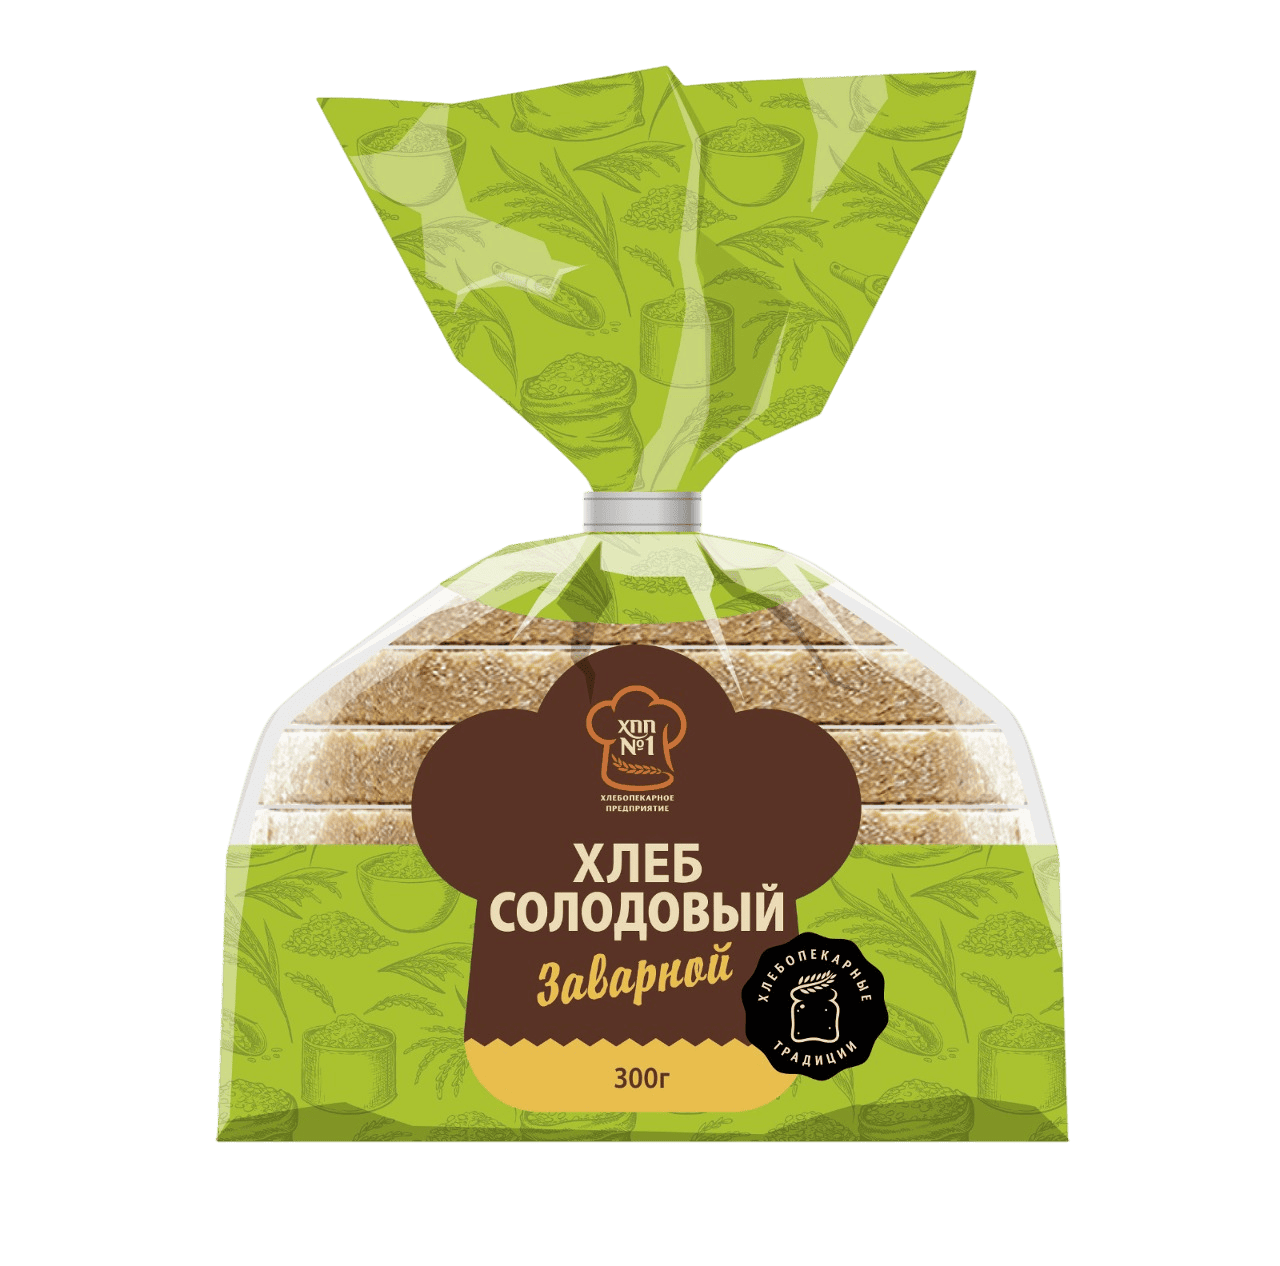 ХПП
№1
ХЛЕБОПЕКАРНОЕ
ПРЕДПРИЯТИЕ
ХЛЕБ
СОЛОДОВЫЙ
Заварной
ХЛЕБОПЕКАРНЫЕ
ТРАДИЦИИ
300г